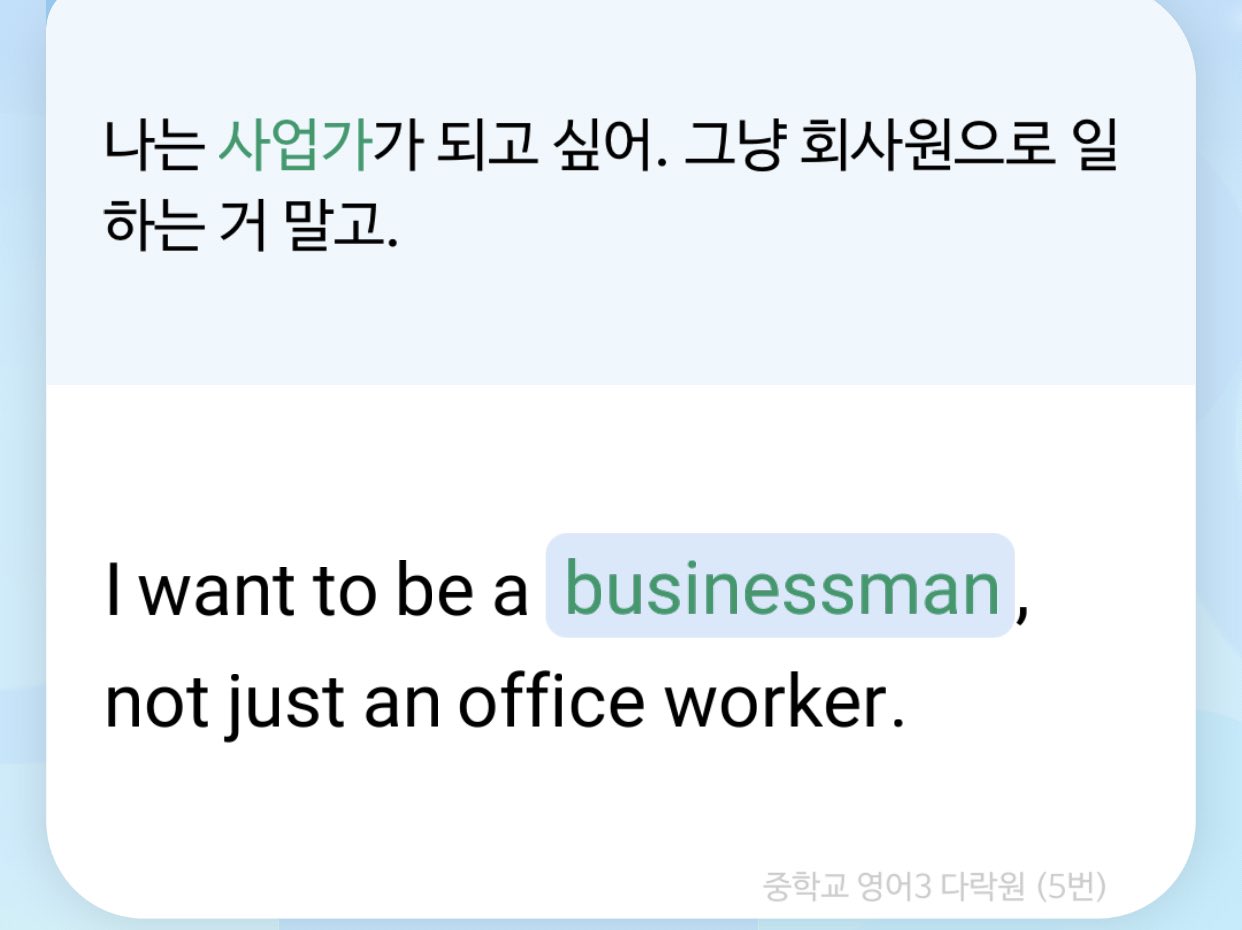 나는 사업가가 되고 싶어. 그냥 회사원으로 일
하는 거 말고.
I want to be a businessman,
not just an office worker.
중학교 영어3 다락원 (5번)